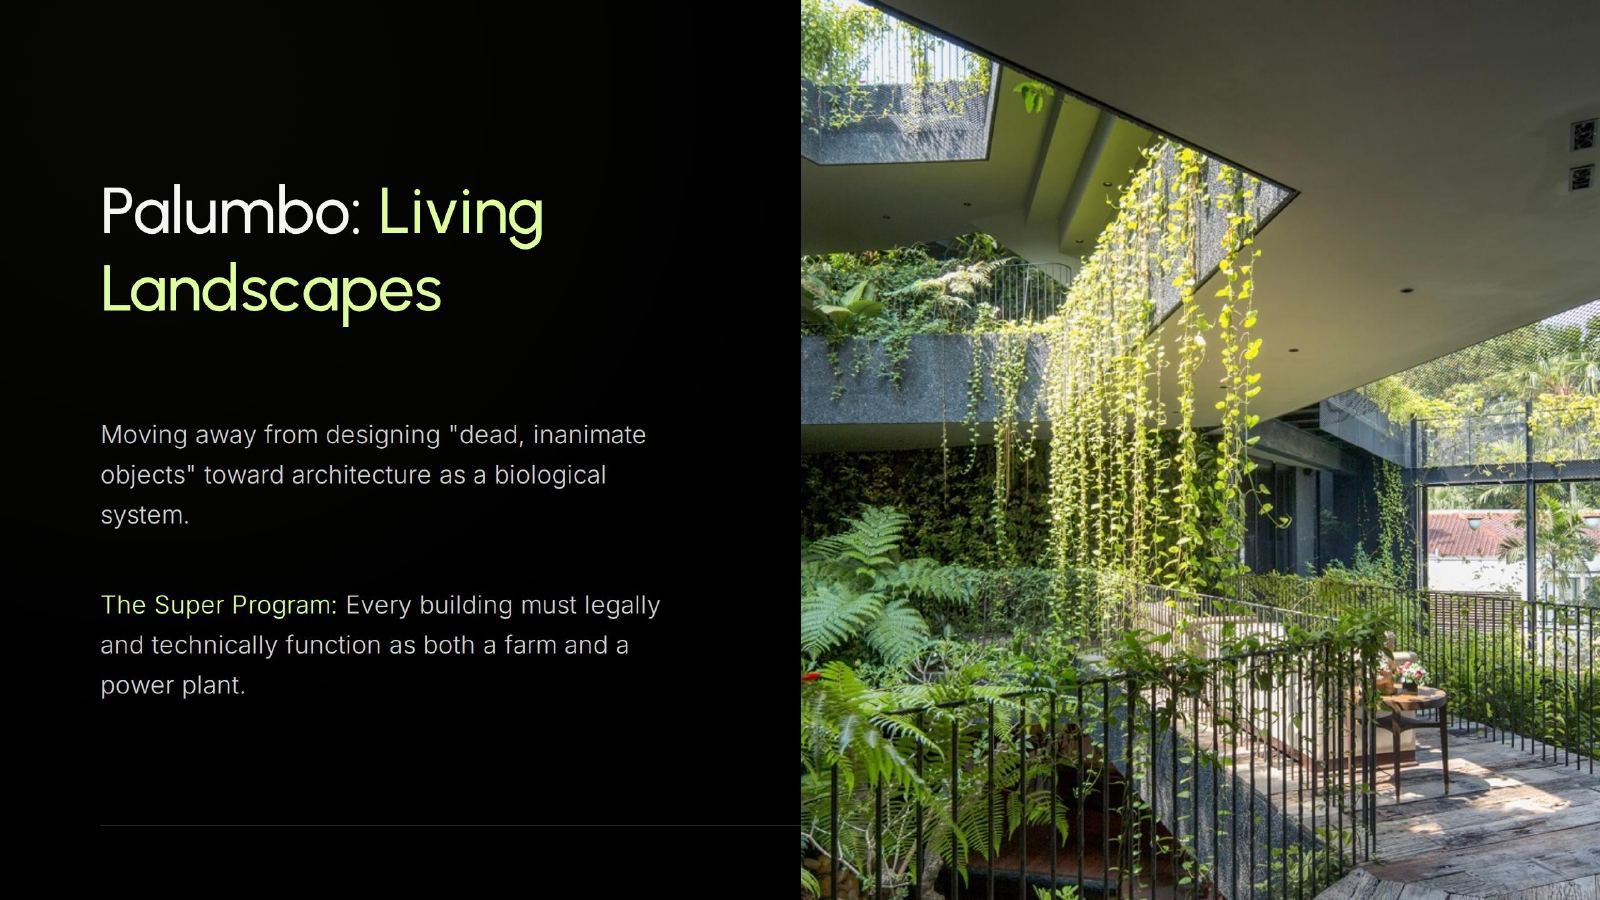 Palumbo: Living
Landscapes
Moving away from designing "dead, inanimate
objects" toward architecture as a biological
system.
The Super Program: Every building must legally
and technically function as both a farm and a
power plant.